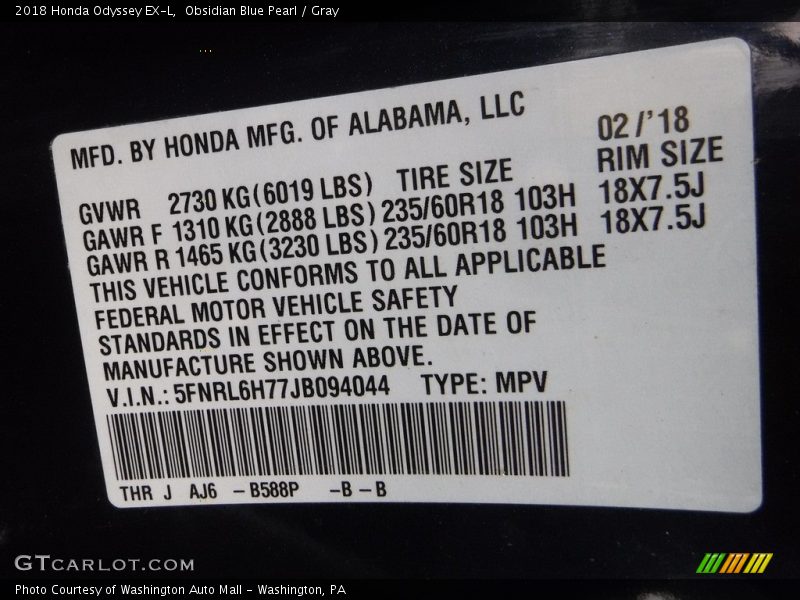 2018 Honda Odyssey EX-L,  Obsidian Blue Pearl / Gray
MFD. BY HONDA MFG. OF ALABAMA, LLC 02/'18
GVWR 2730 KG(6019 LBS) TIRE SIZE RIM SIZE
GAWR F 1310 KG(2888 LBS) 235/60R18 103H 18X7.5J
GAWR R 1465 KG(3230 LBS) 235/60R18 103H 18X7.5J
THIS VEHICLE CONFORMS TO ALL APPLICABLE
FEDERAL MOTOR VEHICLE SAFETY
STANDARDS IN EFFECT ON THE DATE OF
MANUFACTURE SHOWN ABOVE.
V.I.N.: 5FNRL6H77JB094044 TYPE: MPV
THR J AJ6 -B588P -B-B
GTCARLOT.COM
Photo Courtesy of Washington Auto Mall - Washington, PA